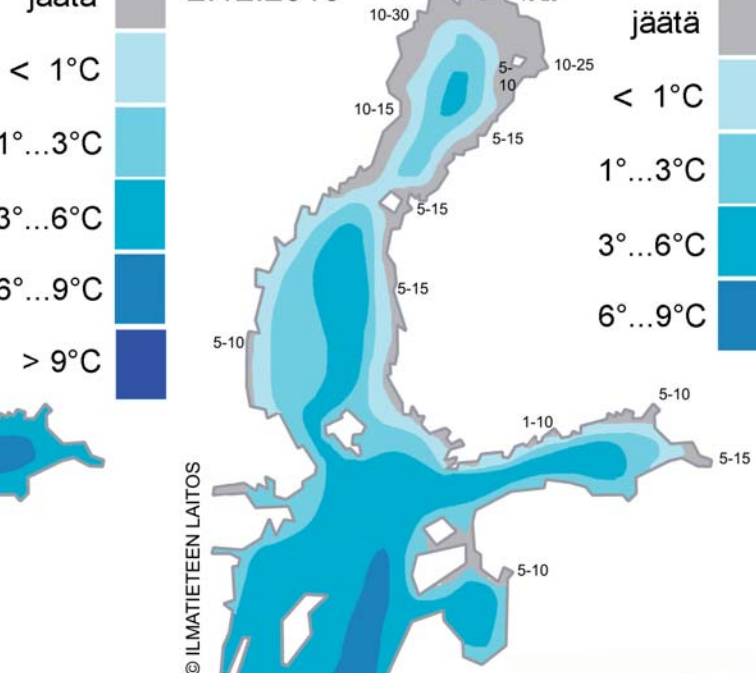 jäätä
< 1°C
1°...3°C
3°...6°C
6°...9°C
> 9°C
10-30
5-
10
10-25
10-15
5-15
5-15
5-15
5-10
5-10
1-10
5-15
5-10
© ILMATIETEEN LAITOS
jäätä
< 1°C
1°...3°C
3°...6°C
6°...9°C